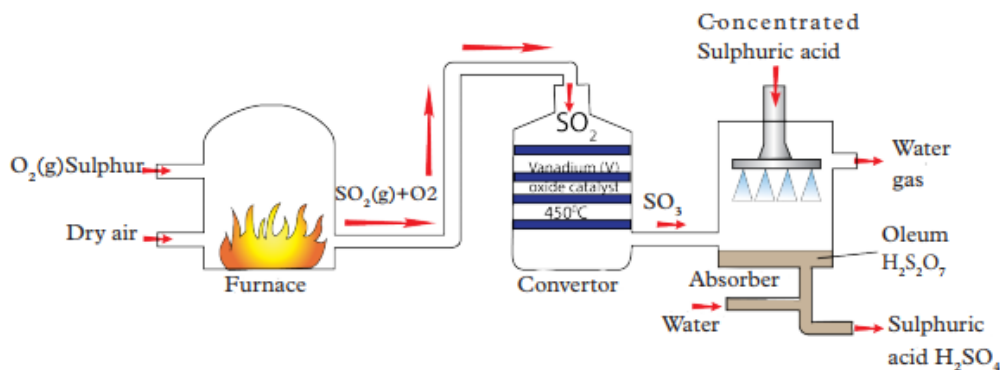 O₂(g)Sulphur
Dry air
Furnace
SO₂(g)+O2
SO₂
Vanadium (V)
oxide catalyst
450°C
Convertor
SO₃
Concentrated
Sulphuric acid
Water
gas
Oleum
H₂S₂O₇
Absorber
Water
Sulphuric
acid H₂SO₄